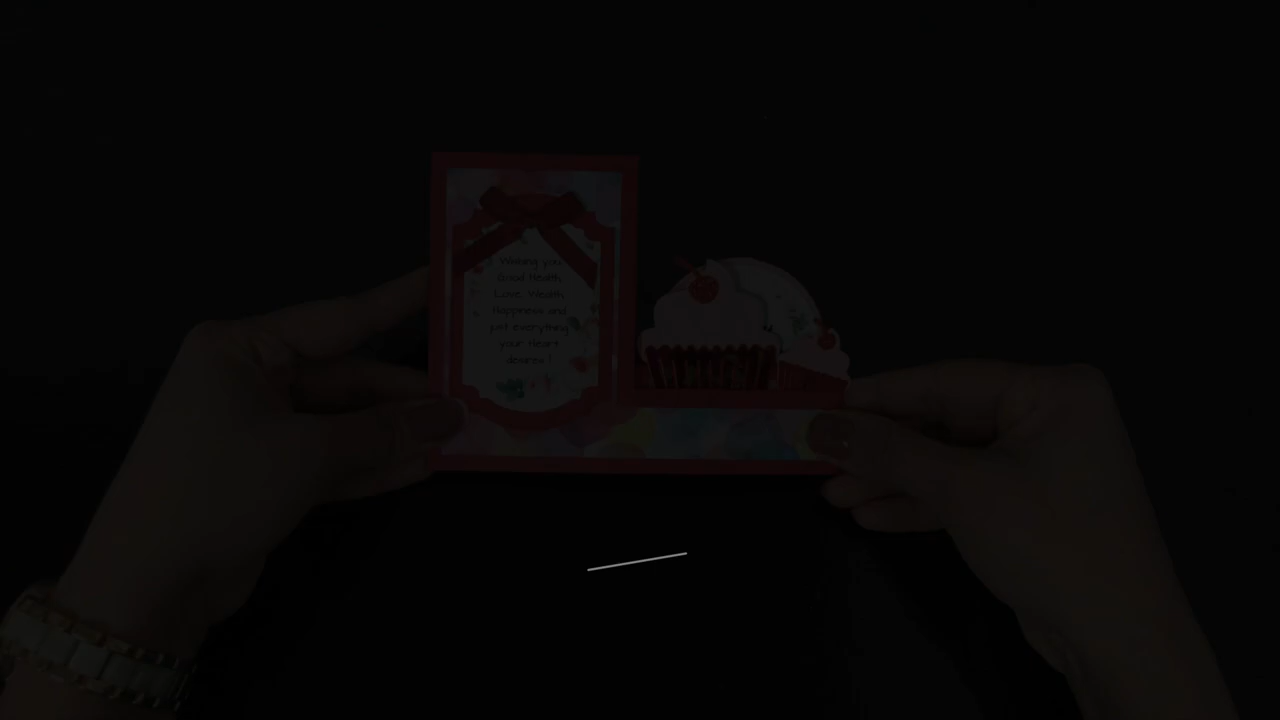 Wishing you
Good Health,
Love, Wealth,
Happiness and
just everything
your Heart
desires !